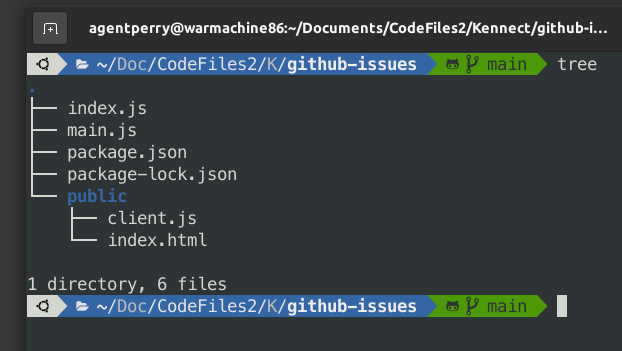 agentperry@warmachine86:~/Documents/CodeFiles2/Kennect/github-i...
~/Doc/CodeFiles2/K/github-issues main tree
.
├── index.js
├── main.js
├── package.json
├── package-lock.json
└── public
    ├── client.js
    └── index.html
1 directory, 6 files
~/Doc/CodeFiles2/K/github-issues main